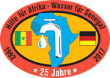 Hilfe für Afrika - Wasser für Senegal
1992
2017
25 Jahre